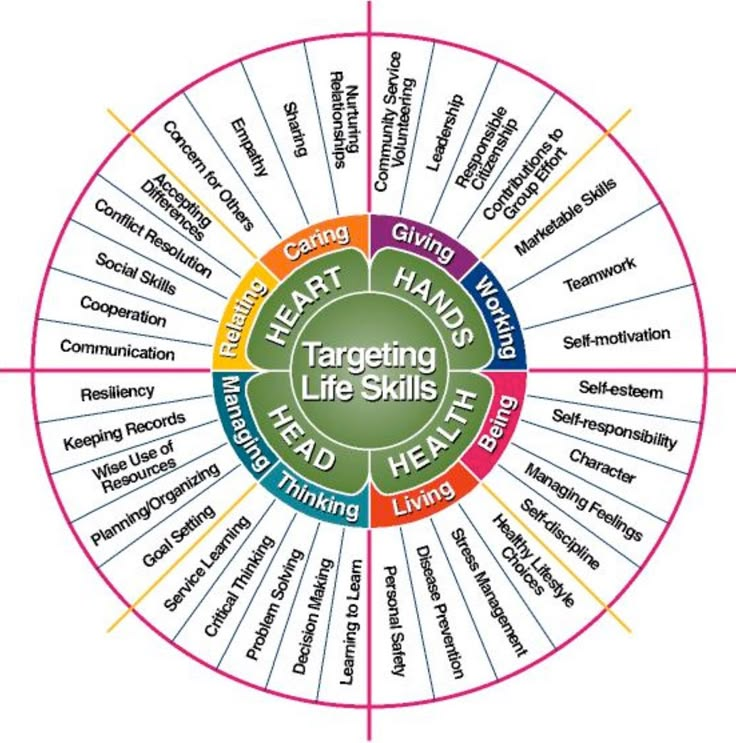 Targeting
Life Skills
HEART
HANDS
HEALTH
HEAD
Caring
Giving
Working
Being
Living
Thinking
Managing
Relating
Community Service
Volunteering
Leadership
Responsible
Citizenship
Contributions to
Group Effort
Marketable Skills
Teamwork
Self-motivation
Self-esteem
Self-responsibility
Character
Managing Feelings
Self-discipline
Healthy Lifestyle
Choices
Stress Management
Disease Prevention
Personal Safety
Learning to Learn
Decision Making
Problem Solving
Critical Thinking
Service Learning
Goal Setting
Planning/Organizing
Wise Use of
Resources
Keeping Records
Resiliency
Communication
Cooperation
Social Skills
Conflict Resolution
Accepting
Differences
Concern for Others
Empathy
Sharing
Nurturing
Relationships